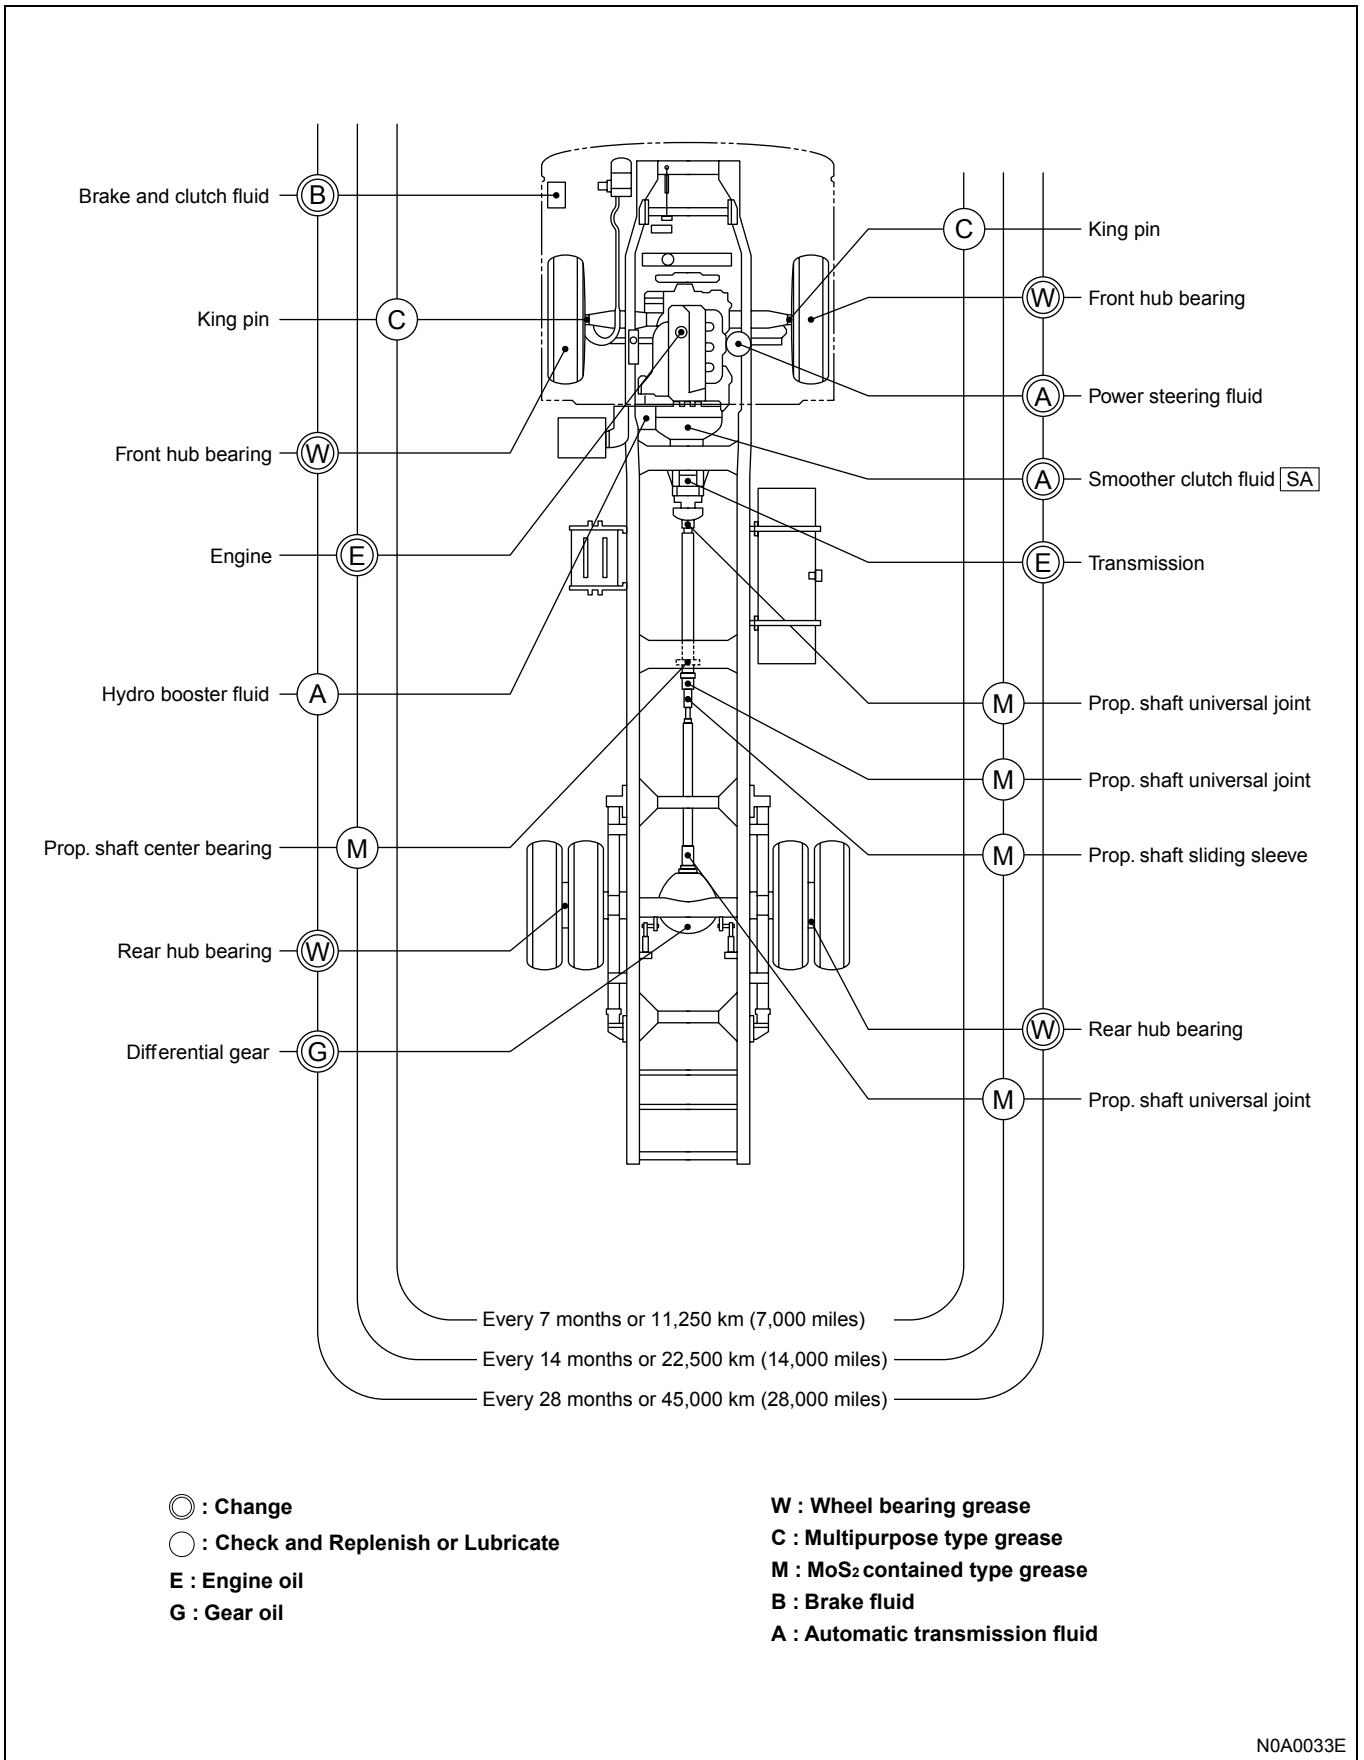 Brake and clutch fluid
B
King pin
C
Front hub bearing
W
Engine
E
Hydro booster fluid
A
Prop. shaft center bearing
M
Rear hub bearing
W
Differential gear
G
C
King pin
W
Front hub bearing
A
Power steering fluid
A
Smoother clutch fluid SA
E
Transmission
M
Prop. shaft universal joint
M
Prop. shaft universal joint
M
Prop. shaft sliding sleeve
W
Rear hub bearing
M
Prop. shaft universal joint
Every 7 months or 11,250 km (7,000 miles)
Every 14 months or 22,500 km (14,000 miles)
Every 28 months or 45,000 km (28,000 miles)
: Change
: Check and Replenish or Lubricate
E : Engine oil
G : Gear oil
W : Wheel bearing grease
C : Multipurpose type grease
M : MoS₂ contained type grease
B : Brake fluid
A : Automatic transmission fluid
N0A0033E